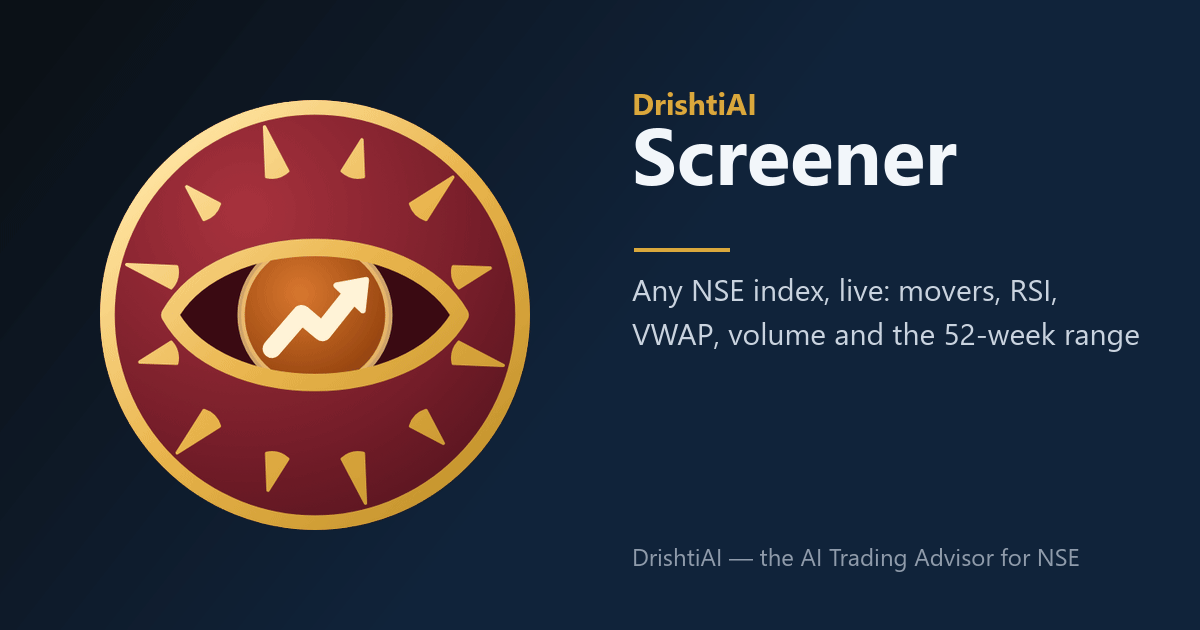 DrishtiAI
Screener
Any NSE index, live: movers, RSI,
VWAP, volume and the 52-week range
DrishtiAI — the AI Trading Advisor for NSE